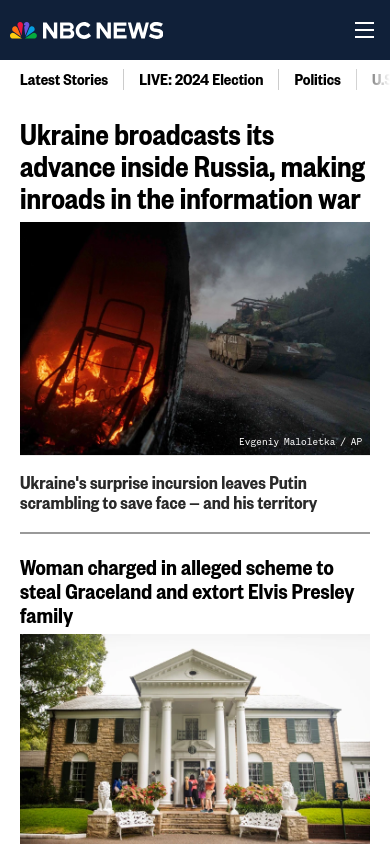 NBC NEWS
Latest Stories
LIVE: 2024 Election
Politics
U.S
Ukraine broadcasts its
advance inside Russia, making
inroads in the information war
Evgeniy Maloletka / AP
Ukraine's surprise incursion leaves Putin
scrambling to save face — and his territory
Woman charged in alleged scheme to
steal Graceland and extort Elvis Presley
family